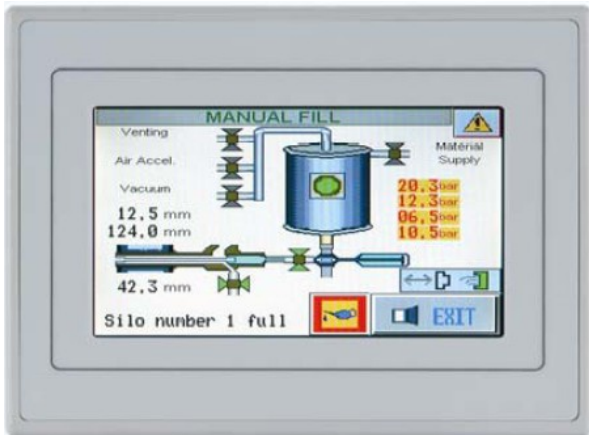 MANUAL FILL
Venting
Air Accel.
Vacuum
Material
Supply
12,5 mm
124,0 mm
20,3bar
12,3bar
06,5bar
10,5bar
42,3 mm
Silo number 1 full
EXIT